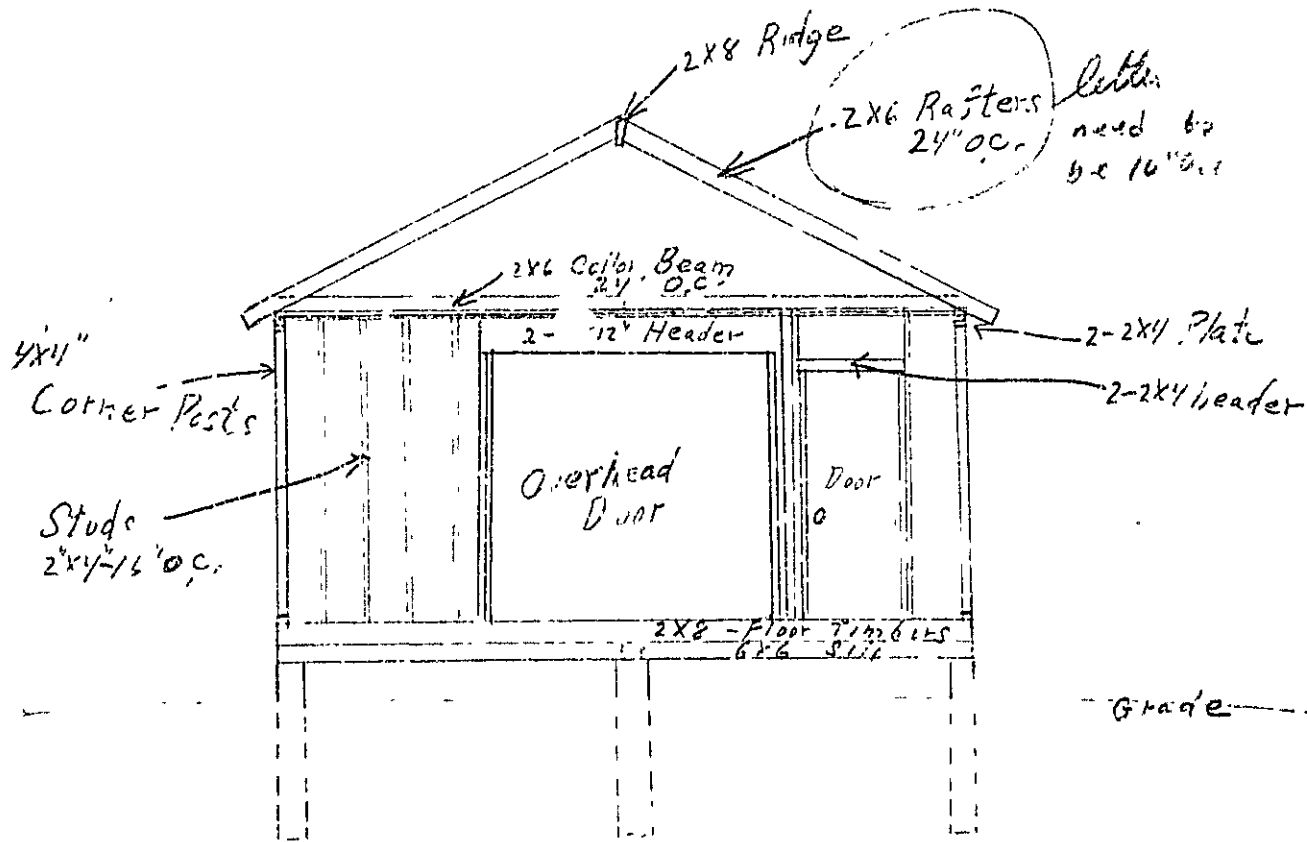 2X8 Ridge
2X6 Rafters
24" O.C.
need to
be 16" O.C
2X6 Collar Beam
24" O.C.
2- 12" Header
2-2X4 Plate
4X4"
Corner Posts
2-2X4 header
Overhead
Door
Door
Studs
2"X4"-16" O.C.
2X8 - Floor Timbers
6X6 Sill
Grade